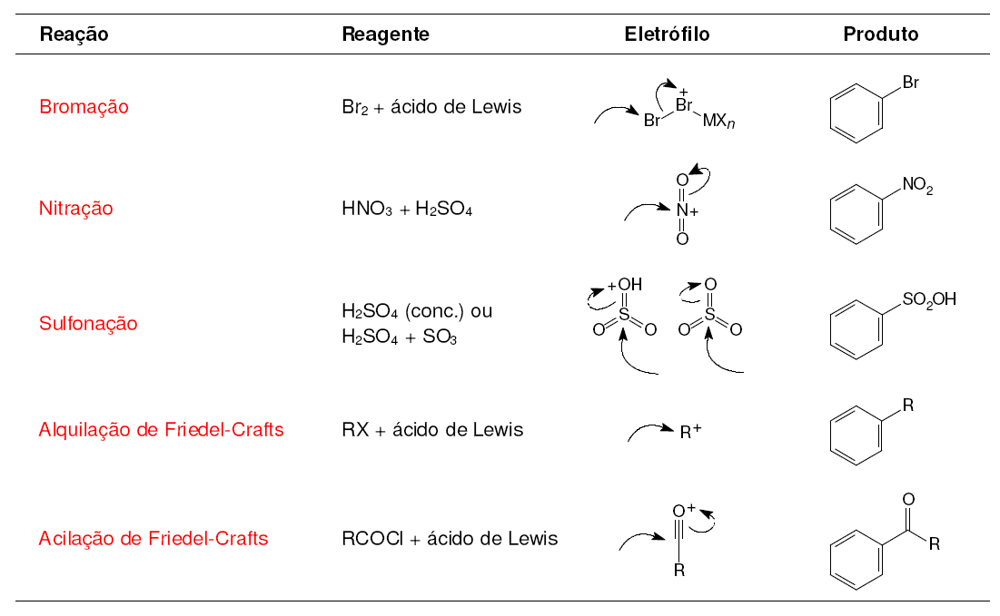 Reação Reagente Eletrófilo Produto
Bromação Br₂ + ácido de Lewis Br Br + MXn Br
Nitração HNO₃ + H₂SO₄ O N+ O NO₂
Sulfonação H₂SO₄ (conc.) ou
H₂SO₄ + SO₃ +OH S O O O S O O SO₂OH
Alquilação de Friedel-Crafts RX + ácido de Lewis R⁺ R
Acilação de Friedel-Crafts RCOCl + ácido de Lewis O⁺ R O R